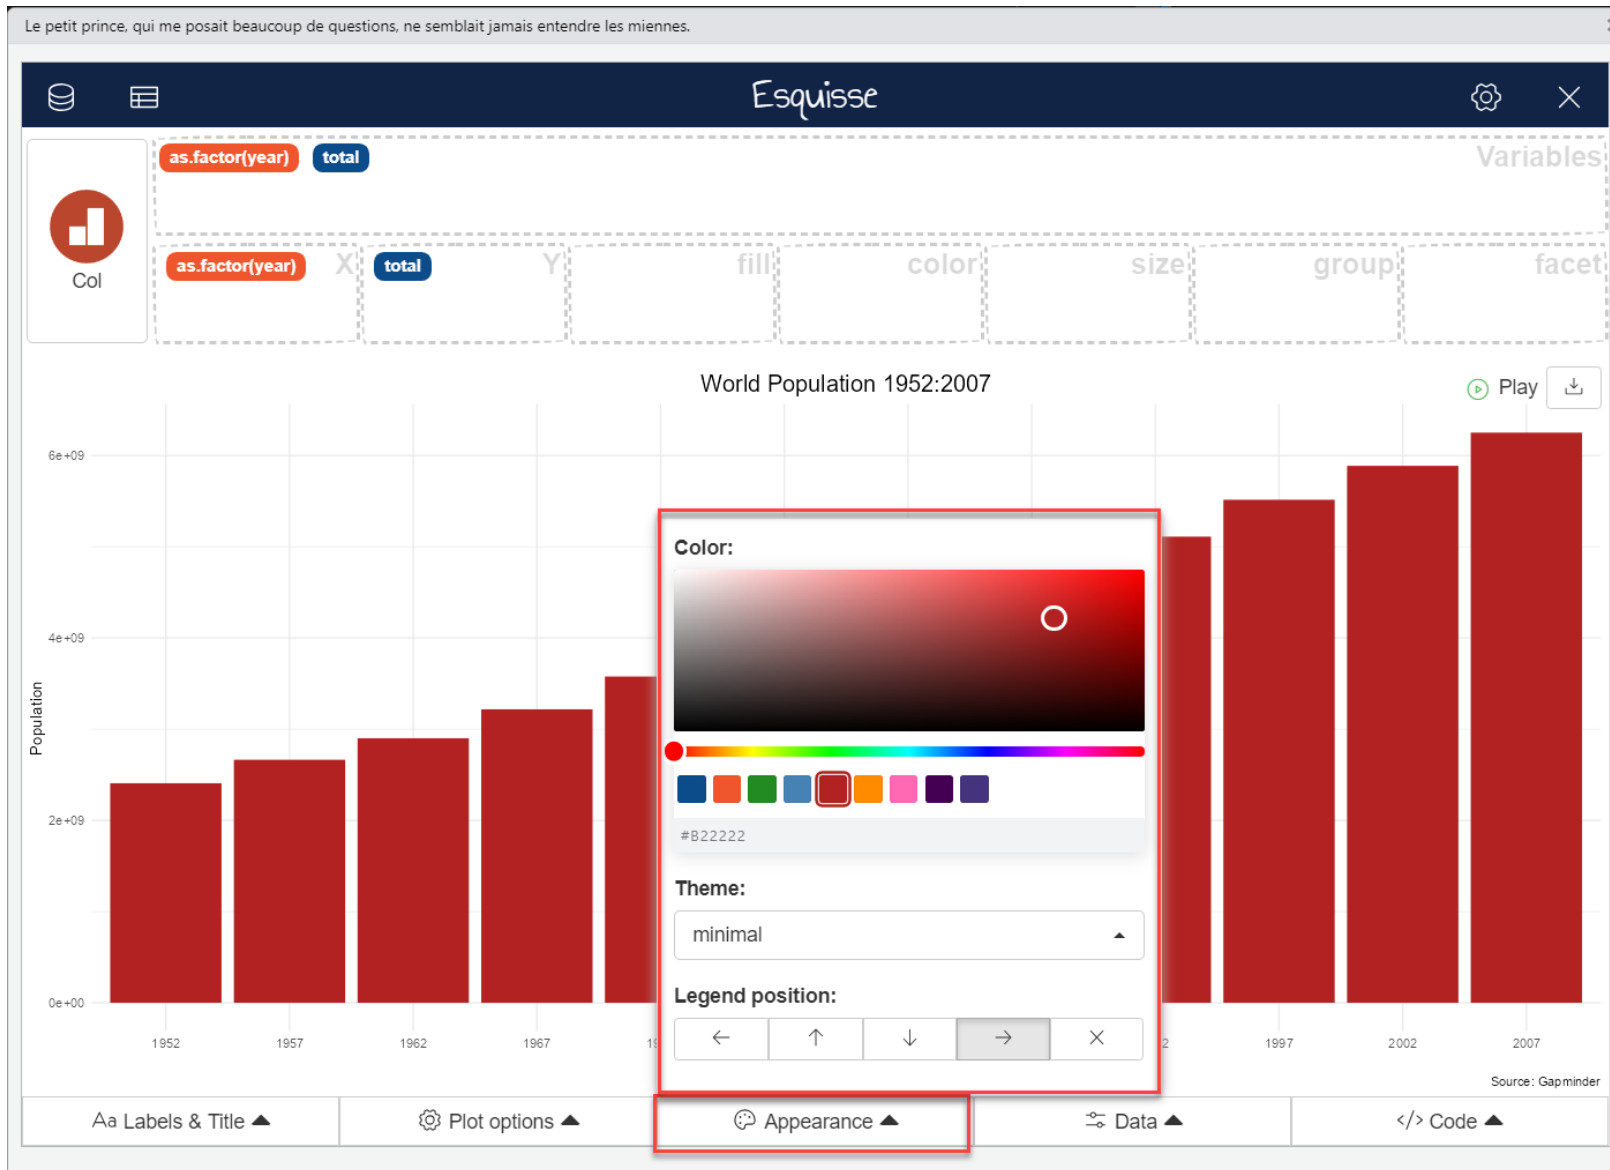 Le petit prince, qui me posait beaucoup de questions, ne semblait jamais entendre les miennes.
Esquisse
as.factor(year) total Variables
Col
as.factor(year) X total Y fill color size group facet
World Population 1952:2007
Play
6e+09
4e+09
2e+09
0e+00
Population
Color:
#B22222
Theme:
minimal
Legend position:
1952 1957 1962 1967 1997 2002 2007
Source: Gapminder
Aa Labels & Title Plot options Appearance Data </> Code